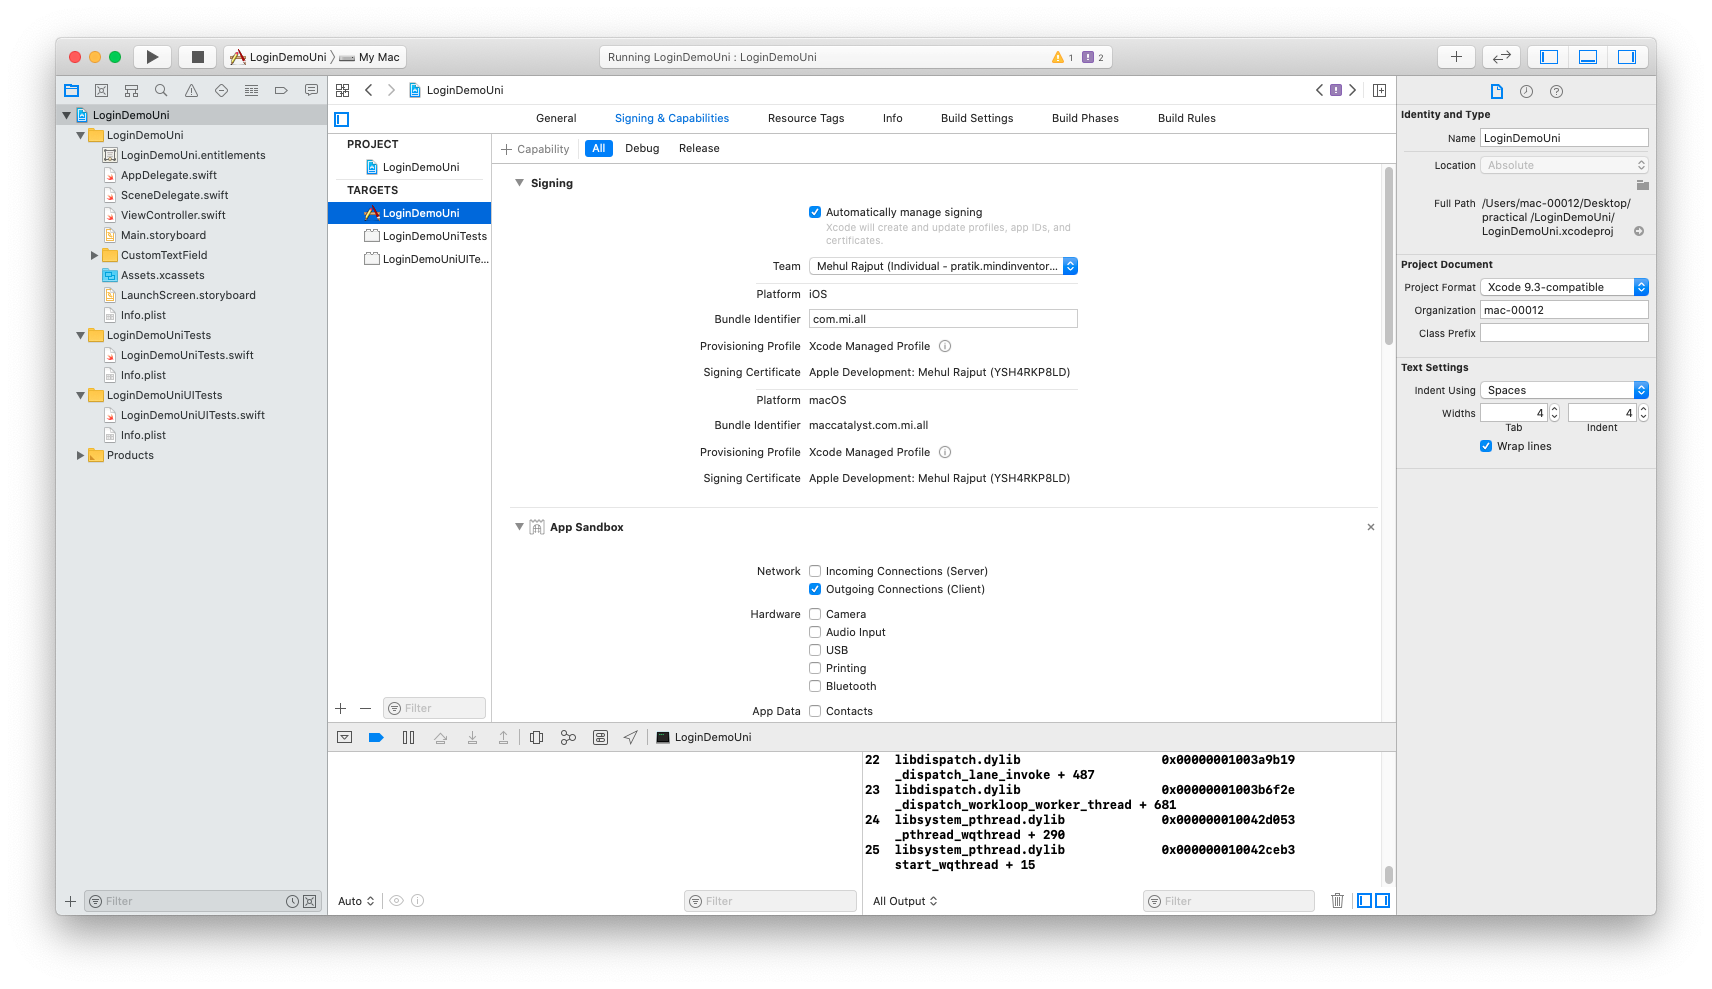 LoginDemoUni
My Mac
Running LoginDemoUni : LoginDemoUni
1
2
LoginDemoUni
LoginDemoUni
LoginDemoUni
LoginDemoUni.entitlements
AppDelegate.swift
SceneDelegate.swift
ViewController.swift
Main.storyboard
CustomTextField
Assets.xcassets
LaunchScreen.storyboard
Info.plist
LoginDemoUniTests
LoginDemoUniTests.swift
Info.plist
LoginDemoUniUITests
LoginDemoUniUITests.swift
Info.plist
Products
Filter
General
Signing & Capabilities
Resource Tags
Info
Build Settings
Build Phases
Build Rules
PROJECT
LoginDemoUni
TARGETS
LoginDemoUni
LoginDemoUniTests
LoginDemoUniUITe...
Filter
Capability
All
Debug
Release
Signing
Automatically manage signing
Xcode will create and update profiles, app IDs, and
certificates.
Team Mehul Rajput (Individual - pratik.mindinventor...
Platform iOS
Bundle Identifier com.mi.all
Provisioning Profile Xcode Managed Profile
Signing Certificate Apple Development: Mehul Rajput (YSH4RKP8LD)
Platform macOS
Bundle Identifier maccatalyst.com.mi.all
Provisioning Profile Xcode Managed Profile
Signing Certificate Apple Development: Mehul Rajput (YSH4RKP8LD)
App Sandbox
Network Incoming Connections (Server)
Outgoing Connections (Client)
Hardware Camera
Audio Input
USB
Printing
Bluetooth
App Data Contacts
LoginDemoUni
22 libdispatch.dylib 0x00000001003a9b19
_dispatch_lane_invoke + 487
23 libdispatch.dylib 0x00000001003b6f2e
_dispatch_workloop_worker_thread + 681
24 libsystem_pthread.dylib 0x000000010042d053
_pthread_wqthread + 290
25 libsystem_pthread.dylib 0x000000010042ceb3
start_wqthread + 15
Auto
Filter
All Output
Filter
Identity and Type
Name LoginDemoUni
Location Absolute
Full Path /Users/mac-00012/Desktop/
practical /LoginDemoUni/
LoginDemoUni.xcodeproj
Project Document
Project Format Xcode 9.3-compatible
Organization mac-00012
Class Prefix
Text Settings
Indent Using Spaces
Widths 4 4
Tab Indent
Wrap lines